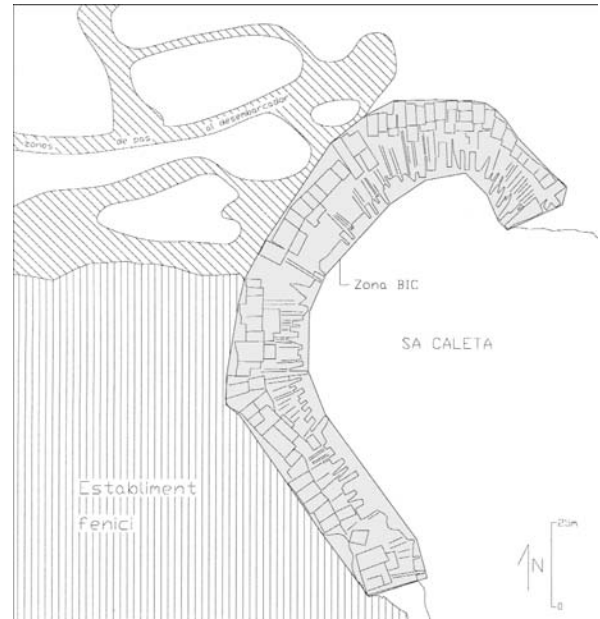 zones de pas al desembarcador
Zona BIC
SA CALETA
Establiment
fenici
25m
N
0